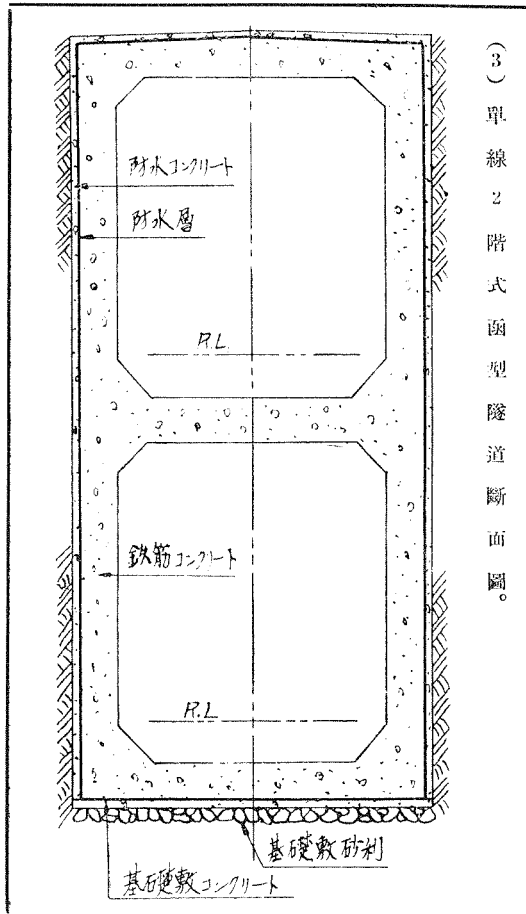 (3)單線2階式函型隧道斷面圖。
防水コンクリート
防水層
R.L.
鉄筋コンクリート
R.L
基礎敷砂利
基礎敷コンクリート